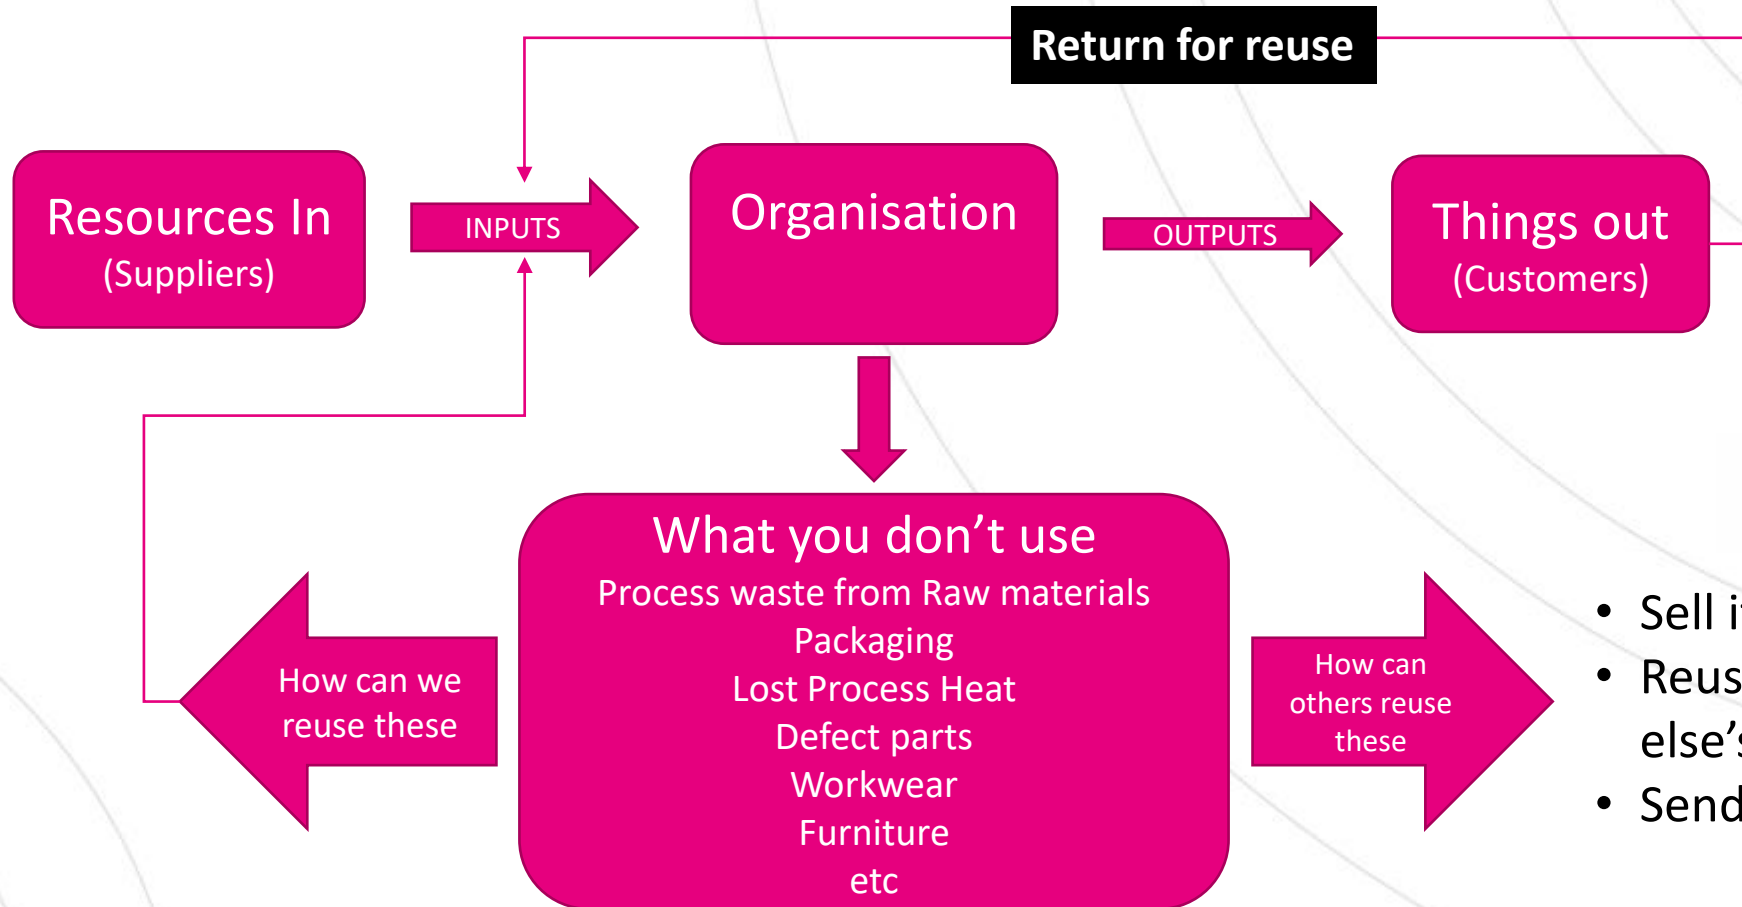 Return for reuse
Resources In
(Suppliers)
INPUTS
Organisation
OUTPUTS
Things out
(Customers)
What you don’t use
Process waste from Raw materials
Packaging
Lost Process Heat
Defect parts
Workwear
Furniture
etc
How can we
reuse these
How can
others reuse
these
• Sell
•
• Send